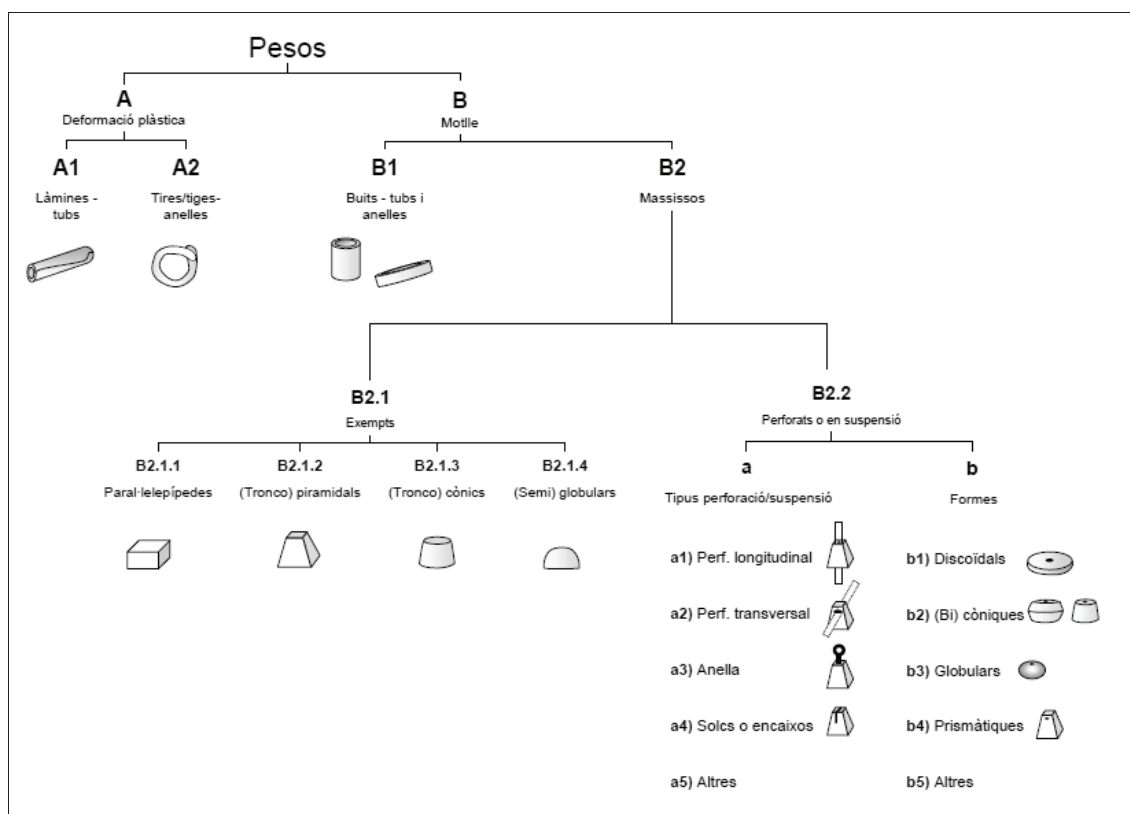 Pesos
A
Deformació plàstica
B
Motlle
A1
Làmines -
tubs
A2
Tires/tiges-
anelles
B1
Buits - tubs i
anelles
B2
Massissos
B2.1
Exempts
B2.2
Perforats o en suspensió
B2.1.1
Paral·lelepípedes
B2.1.2
(Tronco) piramidals
B2.1.3
(Tronco) cònics
B2.1.4
(Semi) globulars
a
Tipus perforació/suspensió
a1) Perf. longitudinal
a2) Perf. transversal
a3) Anella
a4) Solcs o encaixos
a5) Altres
b
Formes
b1) Discoïdals
b2) (Bi) còniques
b3) Globulars
b4) Prismàtiques
b5) Altres